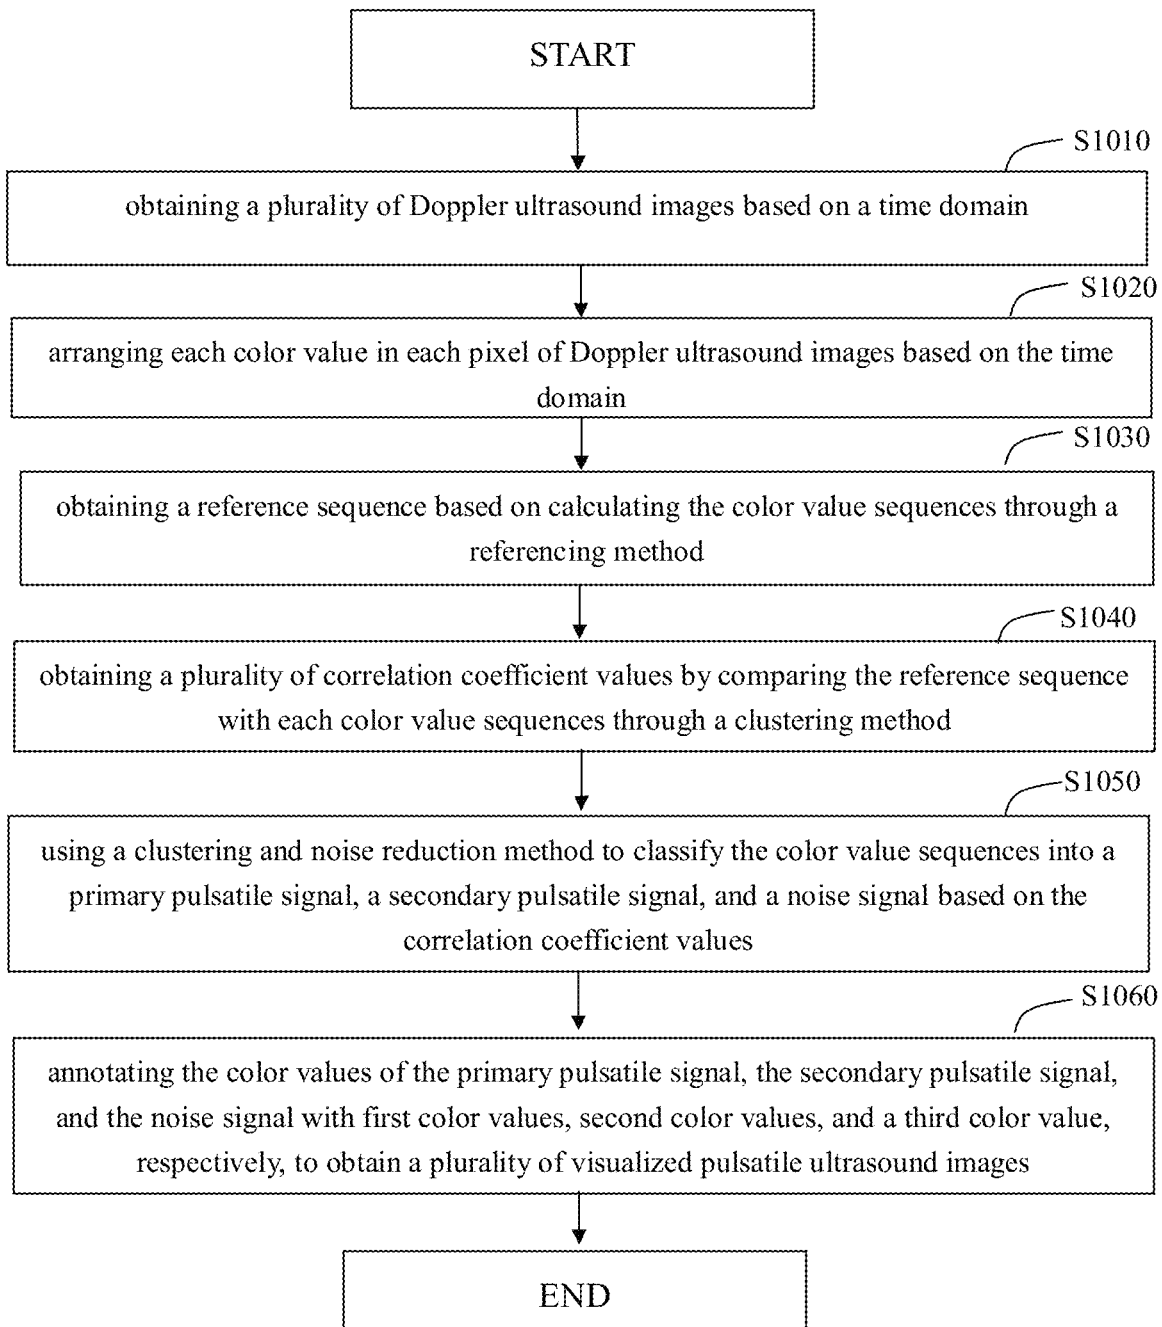 START
S1010
obtaining a plurality of Doppler ultrasound images based on a time domain
S1020
arranging each color value in each pixel of Doppler ultrasound images based on the time
domain
S1030
obtaining a reference sequence based on calculating the color value sequences through a
referencing method
S1040
obtaining a plurality of correlation coefficient values by comparing the reference sequence
with each color value sequences through a clustering method
S1050
using a clustering and noise reduction method to classify the color value sequences into a
primary pulsatile signal, a secondary pulsatile signal, and a noise signal based on the
correlation coefficient values
S1060
annotating the color values of the primary pulsatile signal, the secondary pulsatile signal,
and the noise signal with first color values, second color values, and a third color value,
respectively, to obtain a plurality of visualized pulsatile ultrasound images
END